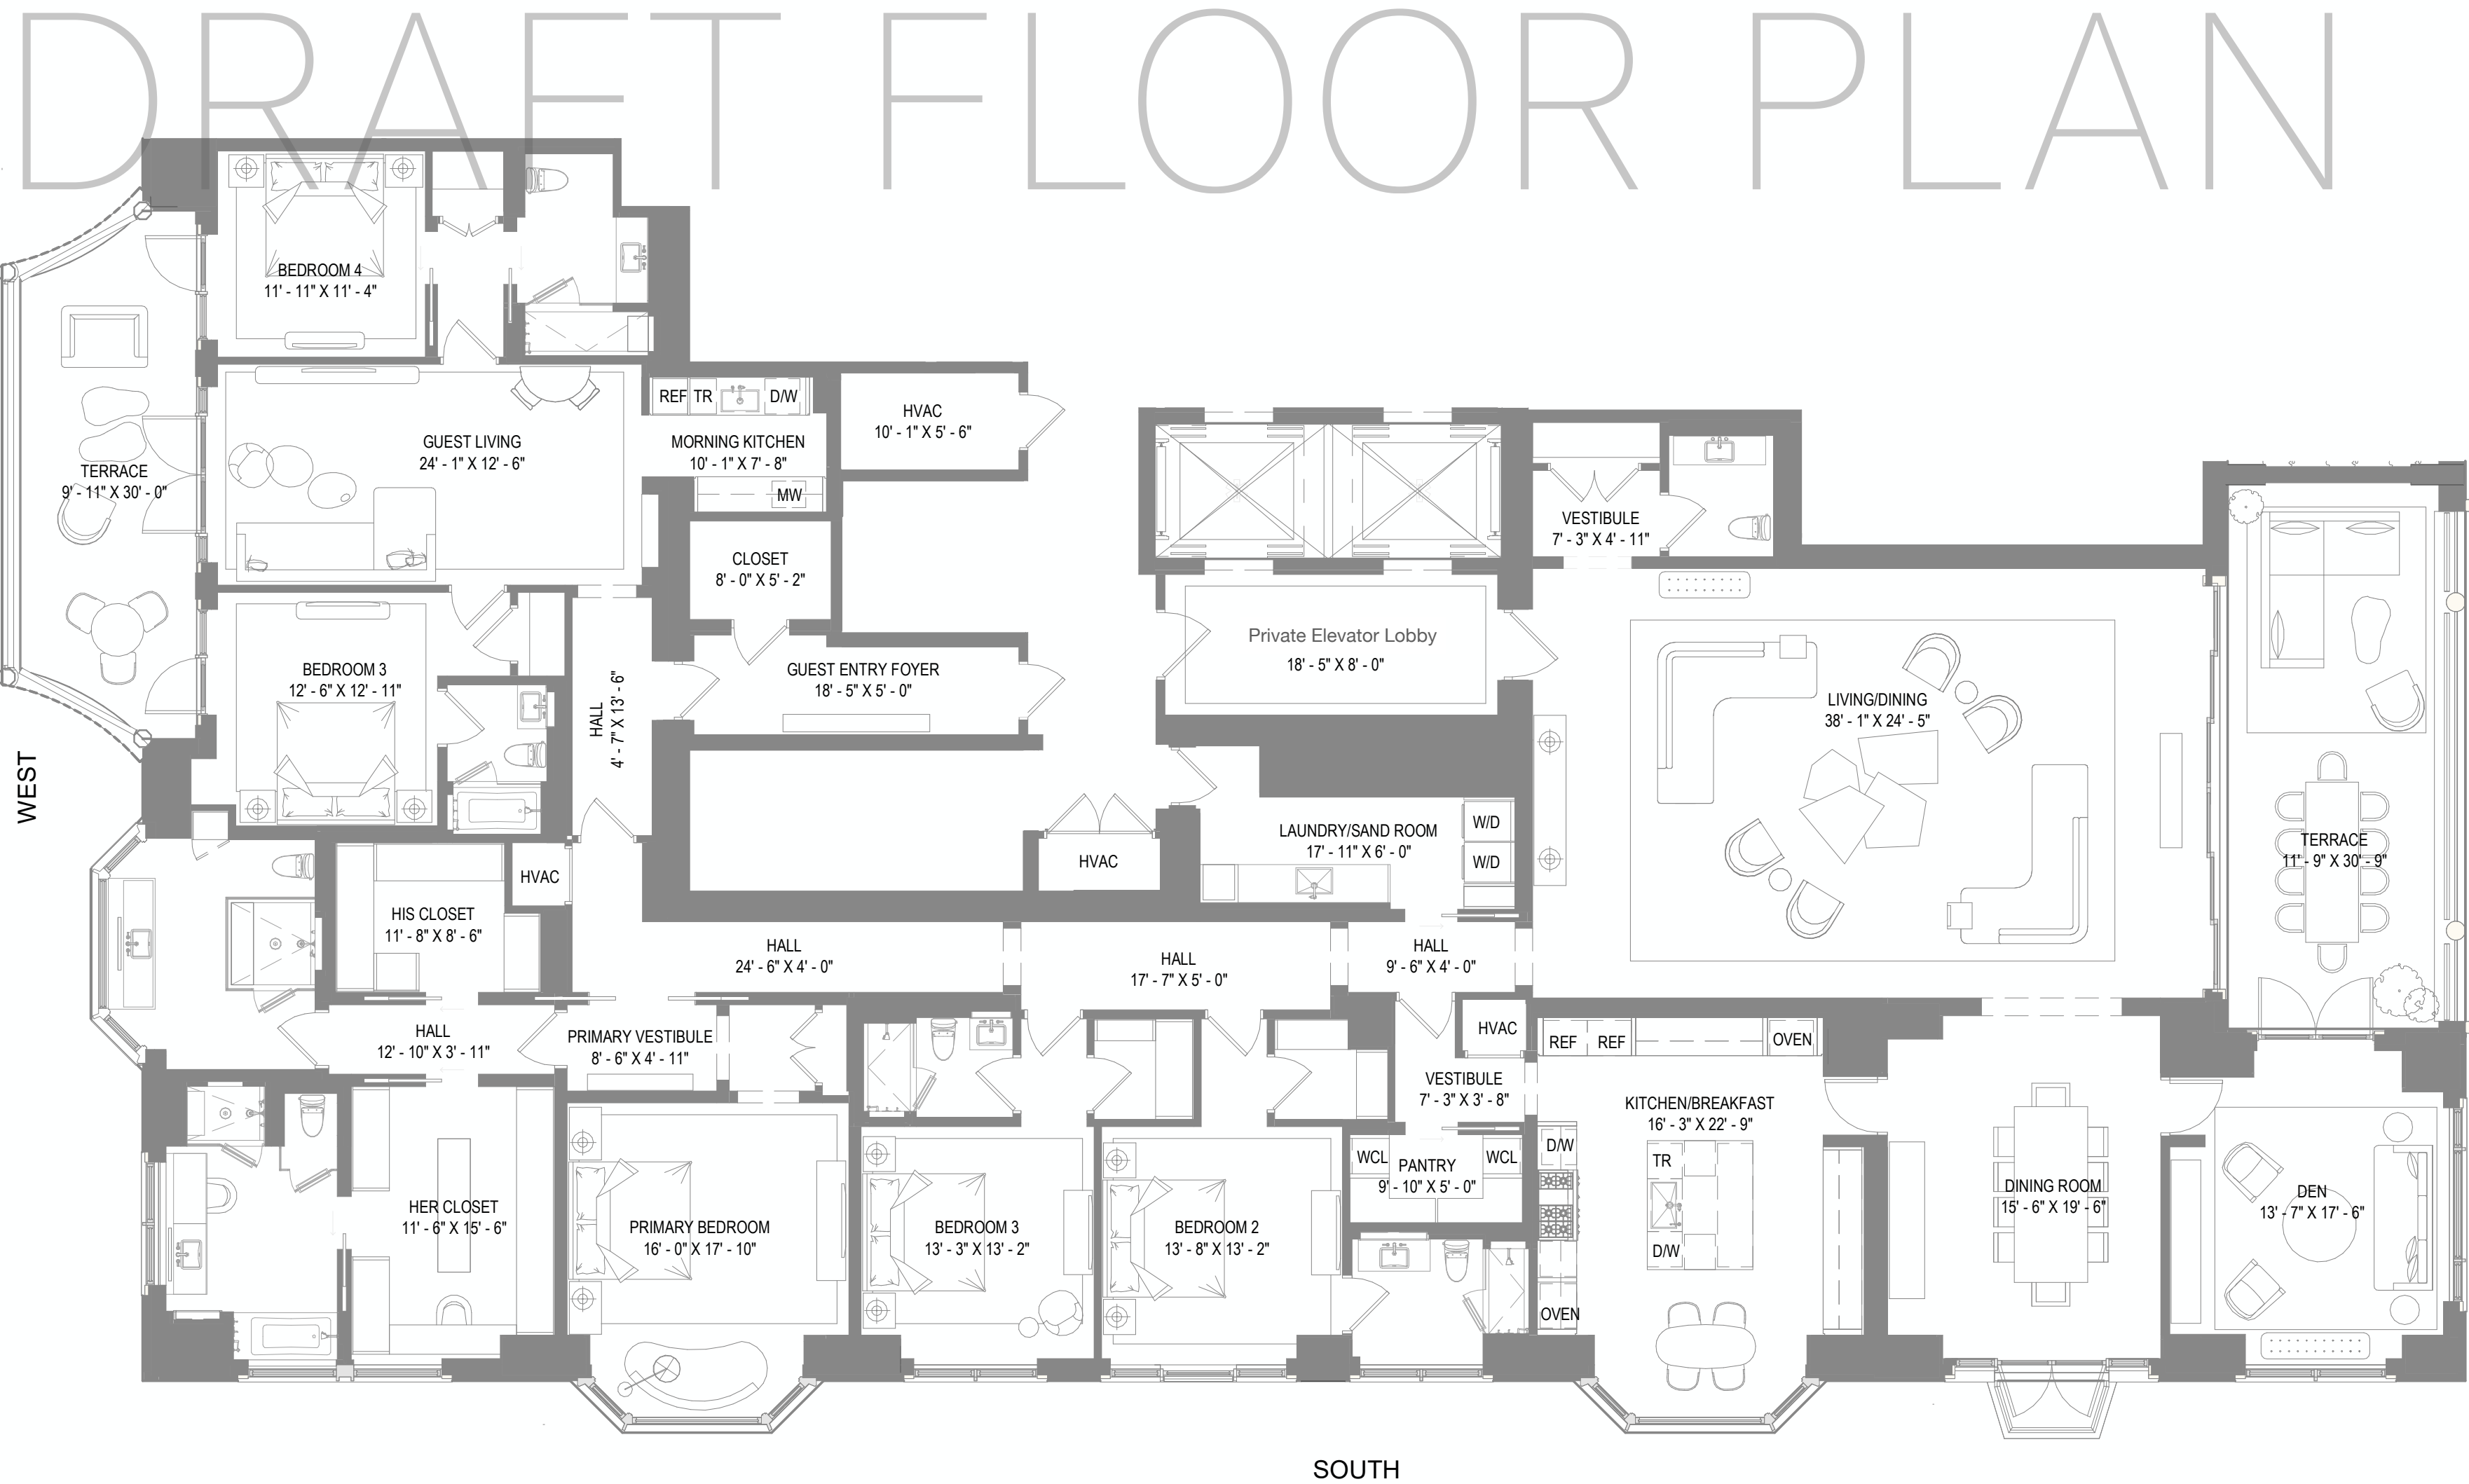 DRAFT FLOOR PLAN
BEDROOM 4
11' - 11" X 11' - 4"
REF TR D/W
HVAC
10' - 1" X 5' - 6"
GUEST LIVING
24' - 1" X 12' - 6"
MORNING KITCHEN
10' - 1" X 7' - 8"
MW
TERRACE
9' - 11" X 30' - 0"
VESTIBULE
7' - 3" X 4' - 11"
CLOSET
8' - 0" X 5' - 2"
Private Elevator Lobby
18' - 5" X 8' - 0"
BEDROOM 3
12' - 6" X 12' - 11"
GUEST ENTRY FOYER
18' - 5" X 5' - 0"
HALL
4' - 7" X 13' - 6"
LIVING/DINING
38' - 1" X 24' - 5"
WEST
LAUNDRY/SAND ROOM
17' - 11" X 6' - 0"
W/D
W/D
TERRACE
11' - 9" X 30' - 9"
HVAC
HVAC
HIS CLOSET
11' - 8" X 8' - 6"
HALL
24' - 6" X 4' - 0"
HALL
17' - 7" X 5' - 0"
HALL
9' - 6" X 4' - 0"
HALL
12' - 10" X 3' - 11"
PRIMARY VESTIBULE
8' - 6" X 4' - 11"
HVAC
REF REF OVEN
VESTIBULE
7' - 3" X 3' - 8"
KITCHEN/BREAKFAST
16' - 3" X 22' - 9"
D/W
TR
WCL
PANTRY
9' - 10" X 5' - 0"
WCL
HER CLOSET
11' - 6" X 15' - 6"
PRIMARY BEDROOM
16' - 0" X 17' - 10"
BEDROOM 3
13' - 3" X 13' - 2"
BEDROOM 2
13' - 8" X 13' - 2"
D/W
OVEN
DINING ROOM
15' - 6" X 19' - 6"
DEN
13' - 7" X 17' - 6"
SOUTH